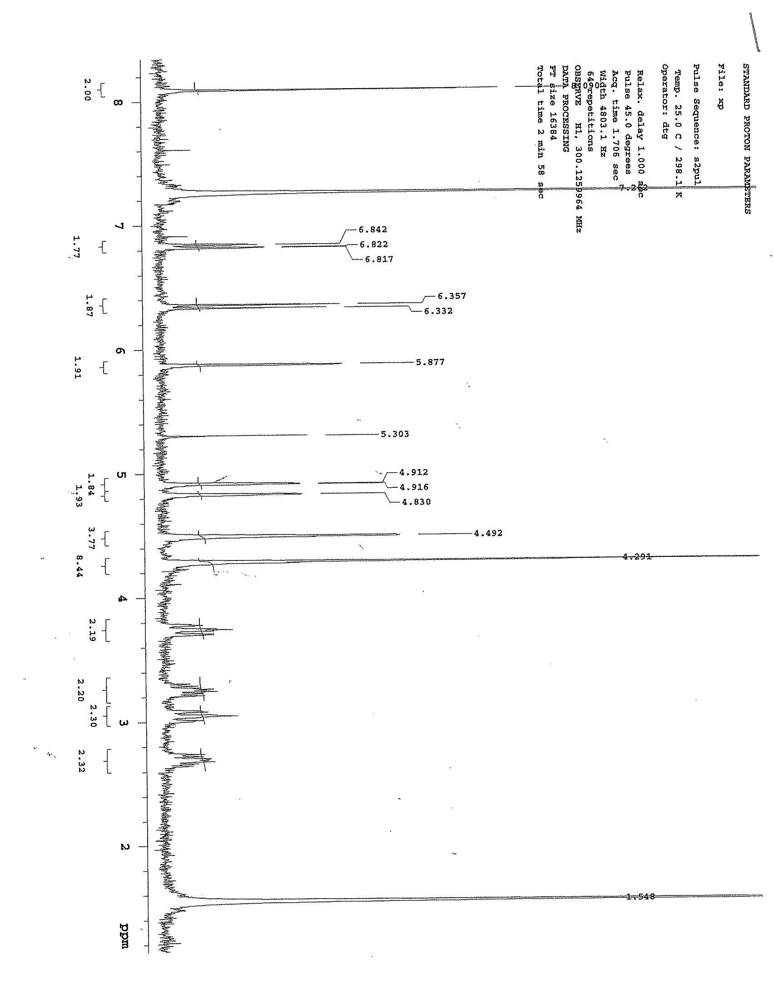 STANDARD PROTON PARAMETERS
File: xp
Pulse Sequence: s2pul
Temp. 25.0 C / 298.1 K
Operator: dtg
Relax. delay 1.000 sec
Pulse 45.0 degrees
Acq. time 1.706 sec
Width 4803.1 Hz
64 repetitions
OBSERVE H1, 300.1259964 MHz
DATA PROCESSING
FT size 16384
Total time 2 min 58 sec
6.842
6.822
6.817
6.357
6.332
5.877
5.303
4.912
4.916
4.830
4.492
4.291
1.548
8
7
6
5
4
3
2
ppm
2.00
1.77
1.87
1.91
1.84
1.93
3.77
8.44
2.19
2.20
2.30
2.32